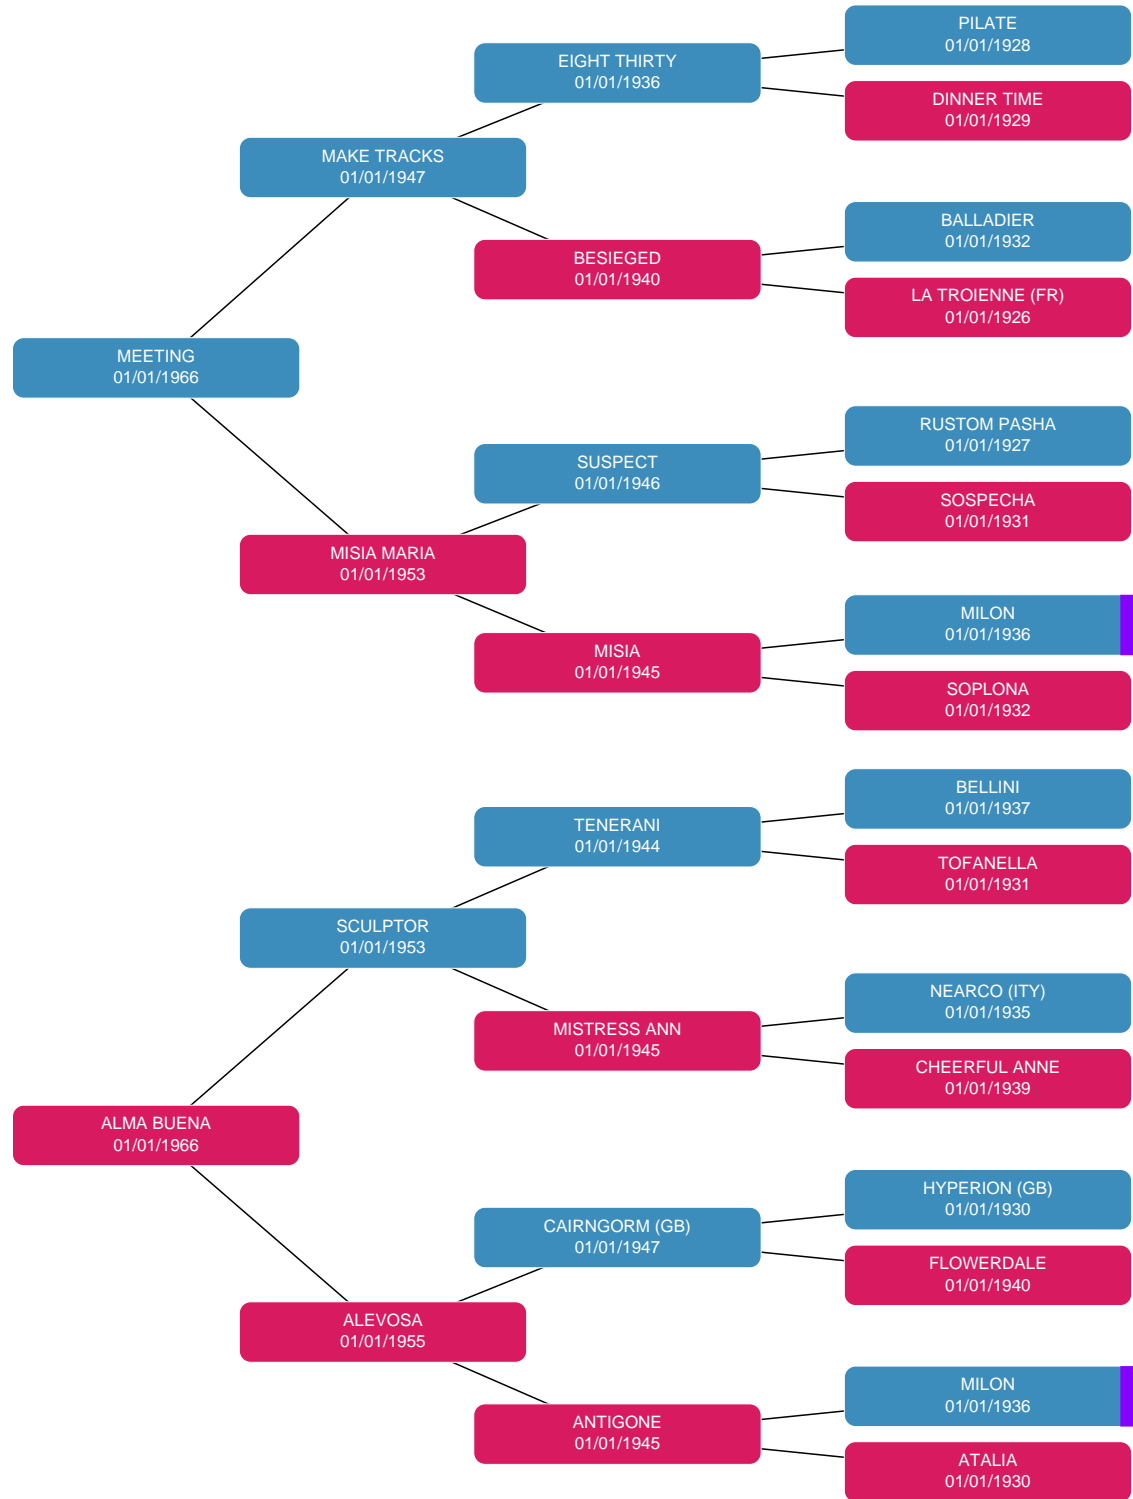 PILATE
01/01/1928
EIGHT THIRTY
01/01/1936
DINNER TIME
01/01/1929
MAKE TRACKS
01/01/1947
BALLADIER
01/01/1932
BESIEGED
01/01/1940
LA TROIENNE (FR)
01/01/1926
MEETING
01/01/1966
RUSTOM PASHA
01/01/1927
SUSPECT
01/01/1946
SOSPECHA
01/01/1931
MISIA MARIA
01/01/1953
MILON
01/01/1936
MISIA
01/01/1945
SOPLONA
01/01/1932
BELLINI
01/01/1937
TENERANI
01/01/1944
TOFANELLA
01/01/1931
SCULPTOR
01/01/1953
NEARCO (ITY)
01/01/1935
MISTRESS ANN
01/01/1945
CHEERFUL ANNE
01/01/1939
ALMA BUENA
01/01/1966
HYPERION (GB)
01/01/1930
CAIRNGORM (GB)
01/01/1947
FLOWERDALE
01/01/1940
ALEVOSA
01/01/1955
MILON
01/01/1936
ANTIGONE
01/01/1945
ATALIA
01/01/1930